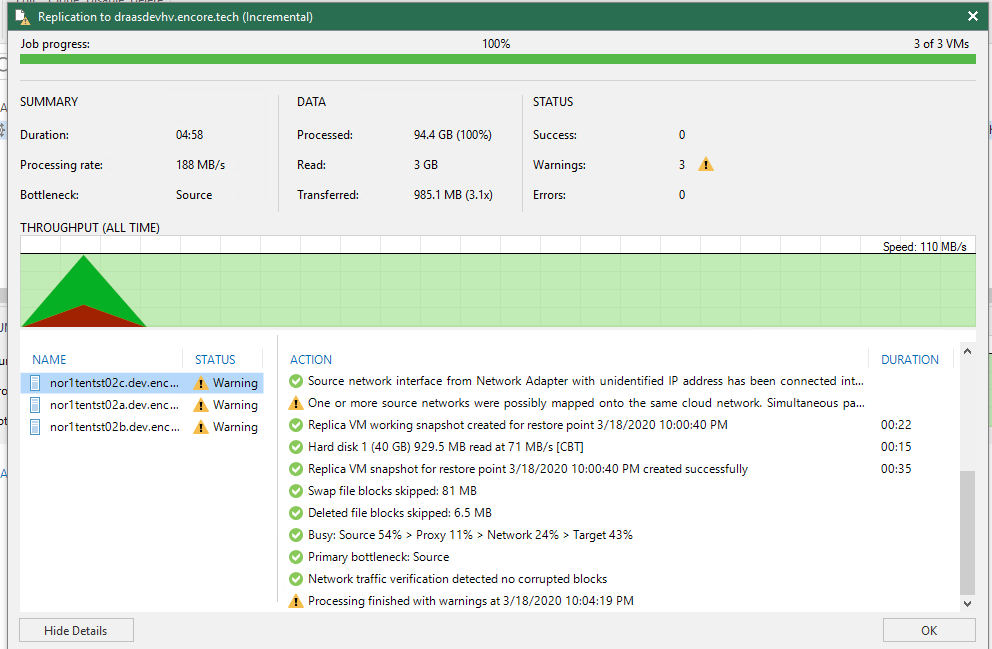 Replication to draasdevhv.encore.tech (Incremental)
Job progress: 100% 3 of 3 VMs
SUMMARY DATA STATUS
Duration: 04:58 Processed: 94.4 GB (100%) Success: 0
Processing rate: 188 MB/s Read: 3 GB Warnings: 3
Bottleneck: Source Transferred: 985.1 MB (3.1x) Errors: 0
THROUGHPUT (ALL TIME)
Speed: 110 MB/s
NAME STATUS ACTION DURATION
nor1tentst02c.dev.enc... Warning Source network interface from Network Adapter with unidentified IP address has been connected int...
nor1tentst02a.dev.enc... Warning One or more source networks were possibly mapped onto the same cloud network. Simultaneous pa...
nor1tentst02b.dev.enc... Warning Replica VM working snapshot created for restore point 3/18/2020 10:00:40 PM 00:22
Hard disk 1 (40 GB) 929.5 MB read at 71 MB/s [CBT] 00:15
Replica VM snapshot for restore point 3/18/2020 10:00:40 PM created successfully 00:35
Swap file blocks skipped: 81 MB
Deleted file blocks skipped: 6.5 MB
Busy: Source 54% > Proxy 11% > Network 24% > Target 43%
Primary bottleneck: Source
Network traffic verification detected no corrupted blocks
Processing finished with warnings at 3/18/2020 10:04:19 PM
Hide Details OK